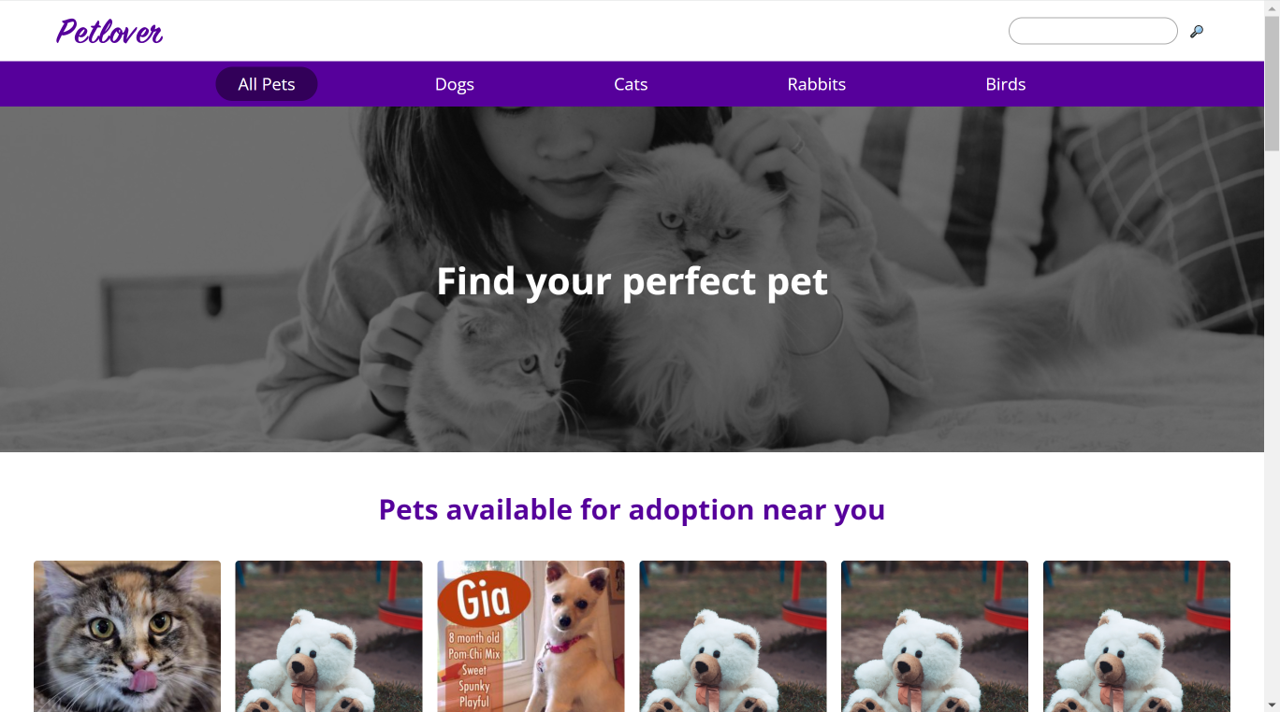 Petlover
All Pets
Dogs
Cats
Rabbits
Birds
Find your perfect pet
Pets available for adoption near you
Gia
8 month old
Pom-Chi Mix
Sweet
Spunky
Playful